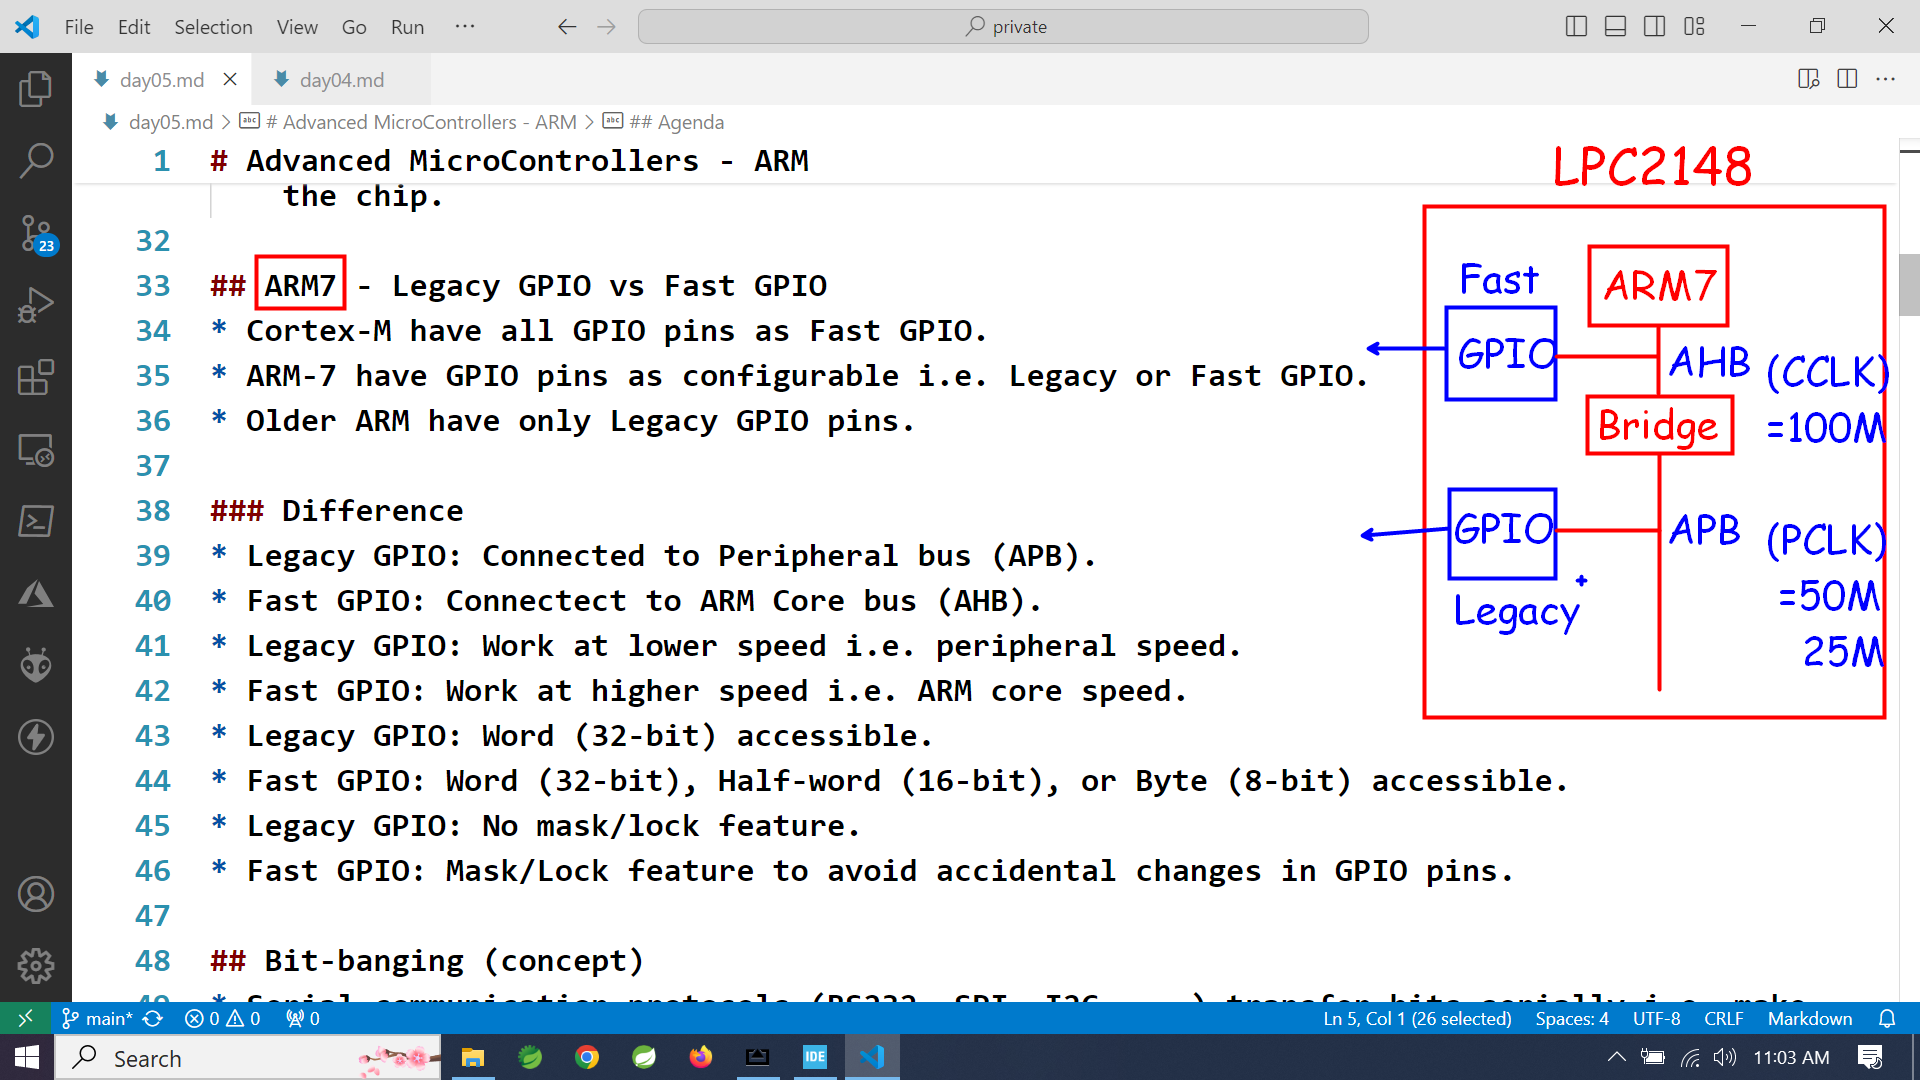 File Edit Selection View Go Run ... private
day05.md day04.md
day05.md > # Advanced MicroControllers - ARM > ## Agenda
1 # Advanced MicroControllers - ARM
the chip.
32
33 ## ARM7 - Legacy GPIO vs Fast GPIO
34 * Cortex-M have all GPIO pins as Fast GPIO.
35 * ARM-7 have GPIO pins as configurable i.e. Legacy or Fast GPIO.
36 * Older ARM have only Legacy GPIO pins.
37
38 ### Difference
39 * Legacy GPIO: Connected to Peripheral bus (APB).
40 * Fast GPIO: Connectect to ARM Core bus (AHB).
41 * Legacy GPIO: Work at lower speed i.e. peripheral speed.
42 * Fast GPIO: Work at higher speed i.e. ARM core speed.
43 * Legacy GPIO: Word (32-bit) accessible.
44 * Fast GPIO: Word (32-bit), Half-word (16-bit), or Byte (8-bit) accessible.
45 * Legacy GPIO: No mask/lock feature.
46 * Fast GPIO: Mask/Lock feature to avoid accidental changes in GPIO pins.
47
48 ## Bit-banging (concept)
LPC2148
Fast
ARM7
GPIO
AHB (CCLK)
Bridge =100M
GPIO
APB (PCLK)
Legacy =50M
25M
23
main* 0 0 0 Ln 5, Col 1 (26 selected) Spaces: 4 UTF-8 CRLF Markdown
Search IDE 11:03 AM